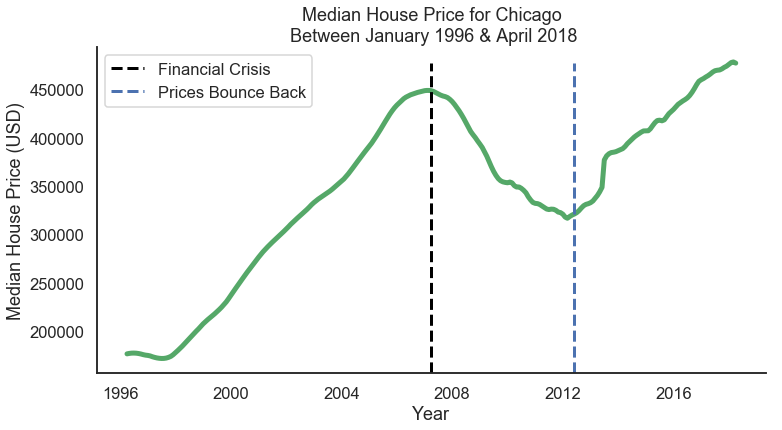 Median House Price for Chicago
Between January 1996 & April 2018
Financial Crisis
Prices Bounce Back
Median House Price (USD)
450000
400000
350000
300000
250000
200000
1996
2000
2004
2008
2012
2016
Year